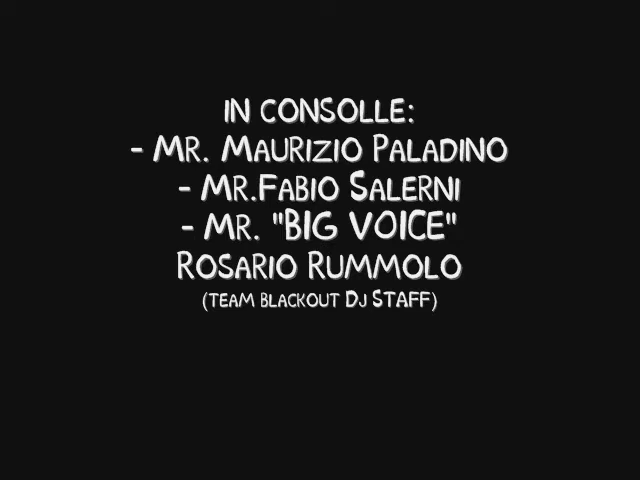 IN CONSOLLE:
- MR. MAURIZIO PALADINO
- MR.FABIO SALERNI
- MR. "BIG VOICE"
ROSARIO RUMMOLO
(TEAM BLACKOUT DJ STAFF)